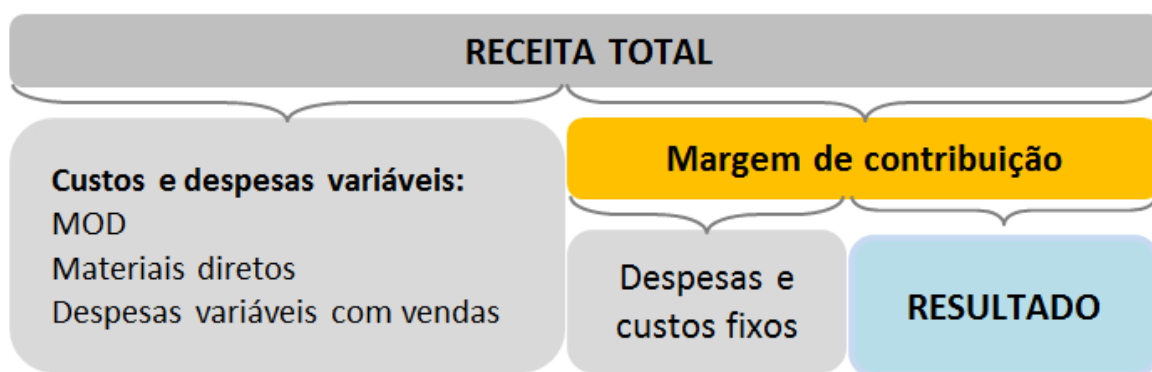 RECEITA TOTAL
Custos e despesas variáveis:
MOD
Materiais diretos
Despesas variáveis com vendas
Margem de contribuição
Despesas e
custos fixos
RESULTADO